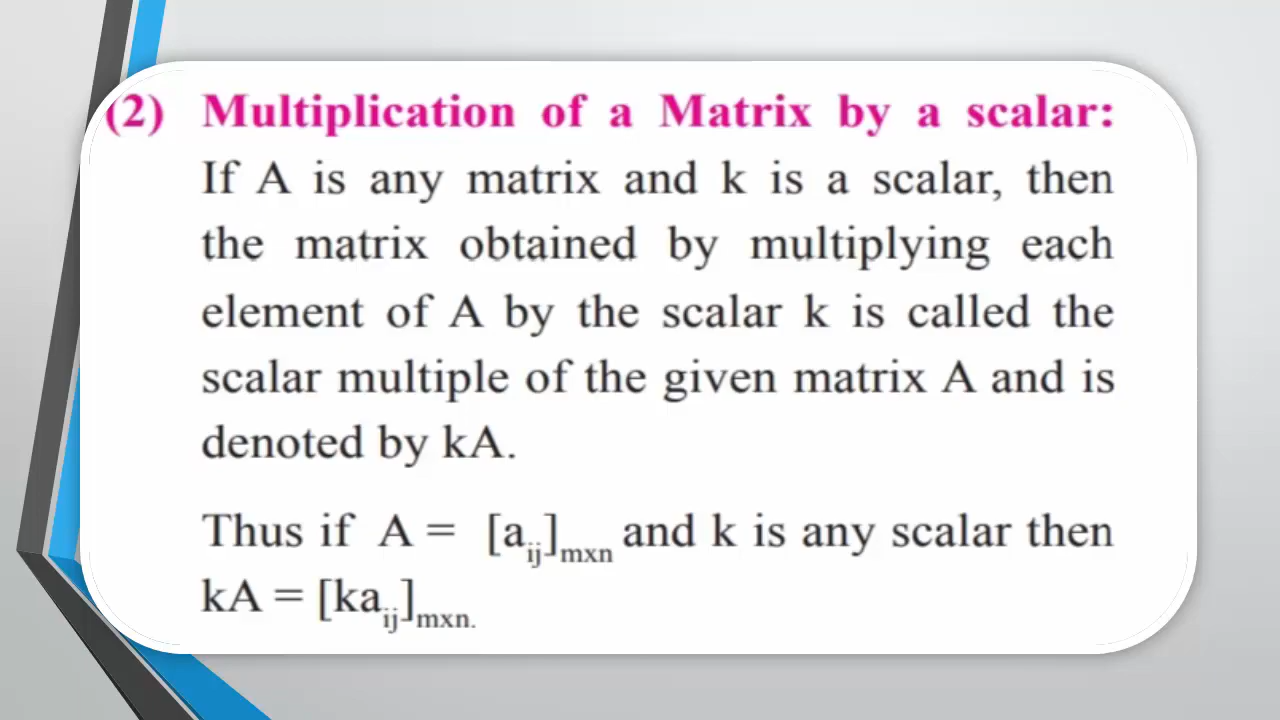 (2) Multiplication of a Matrix by a scalar:
If A is any matrix and k is a scalar, then
the matrix obtained by multiplying each
element of A by the scalar k is called the
scalar multiple of the given matrix A and is
denoted by kA.
Thus if A = [aij]mxn and k is any scalar then
kA = [kaij]mxn.